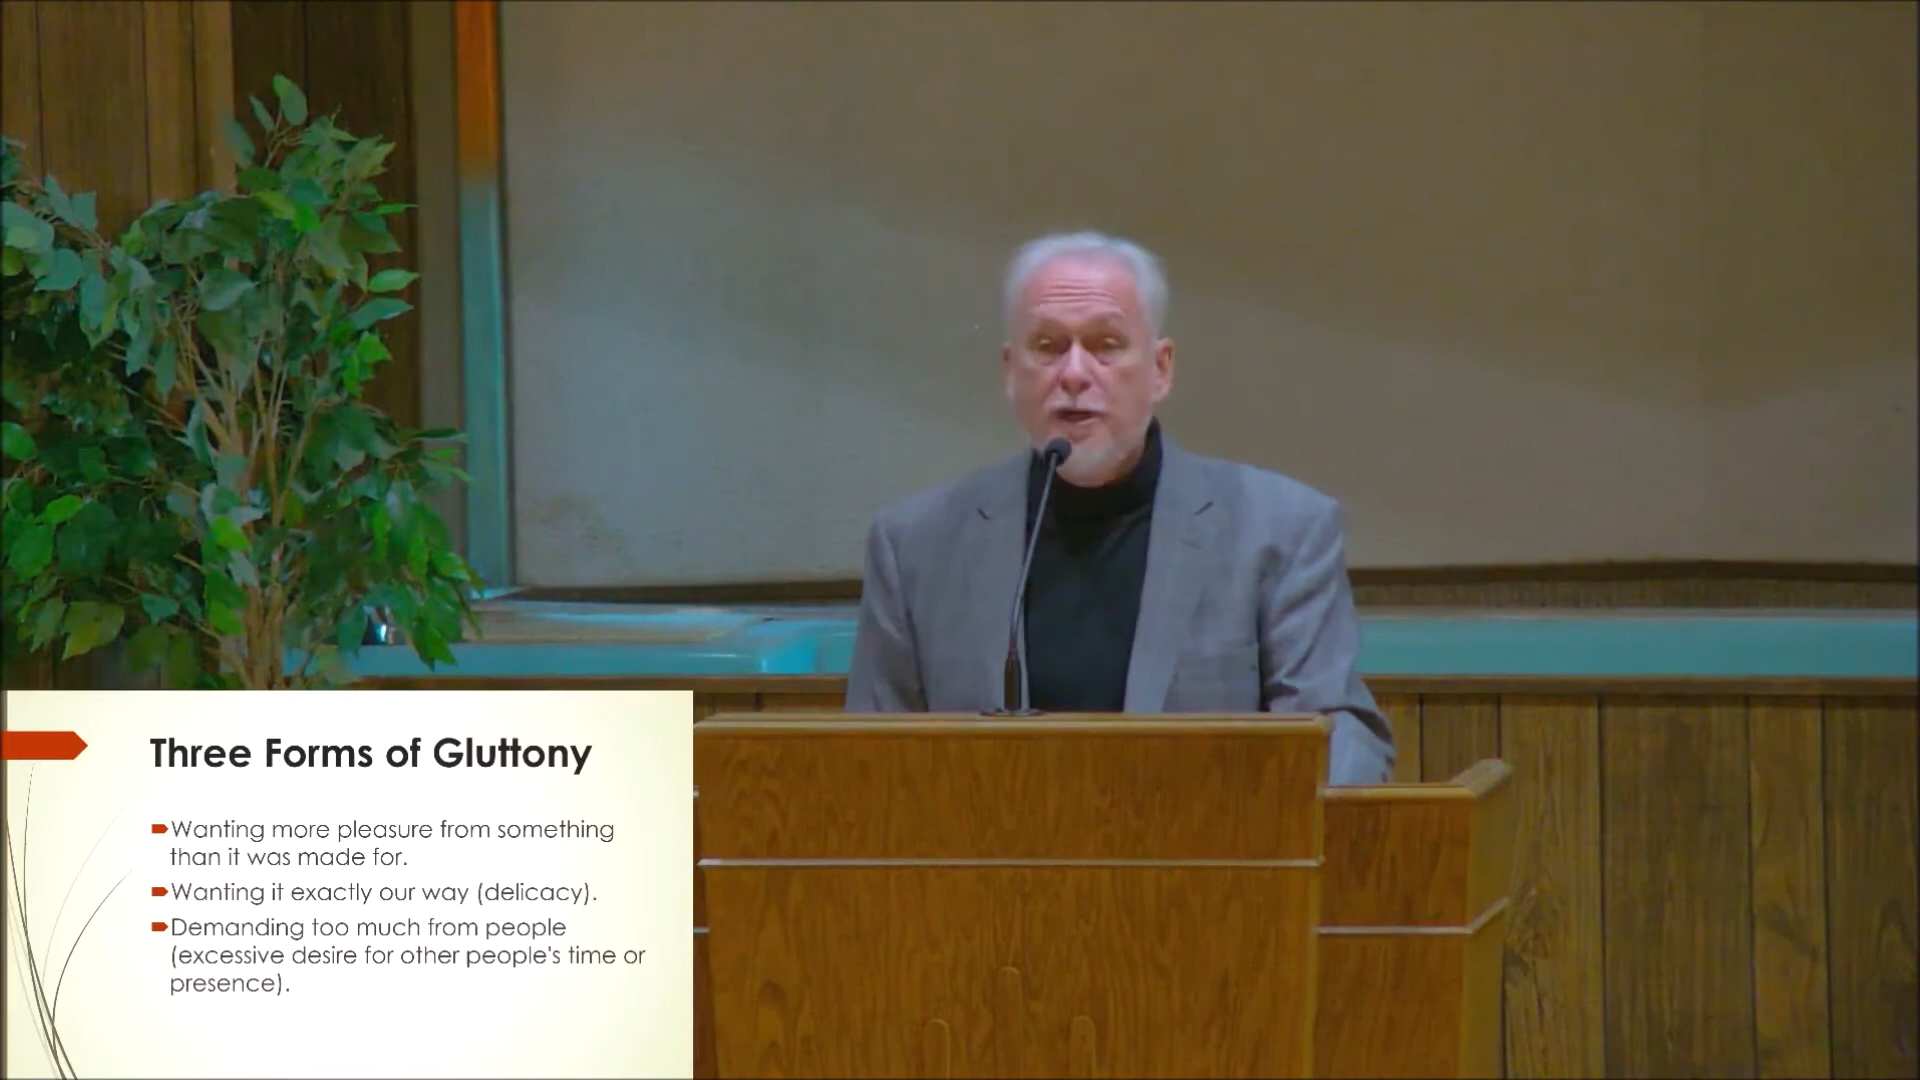 Three Forms of Gluttony
Wanting more pleasure from something
than it was made for.
Wanting it exactly our way (delicacy).
Demanding too much from people
(excessive desire for other people's time or
presence).